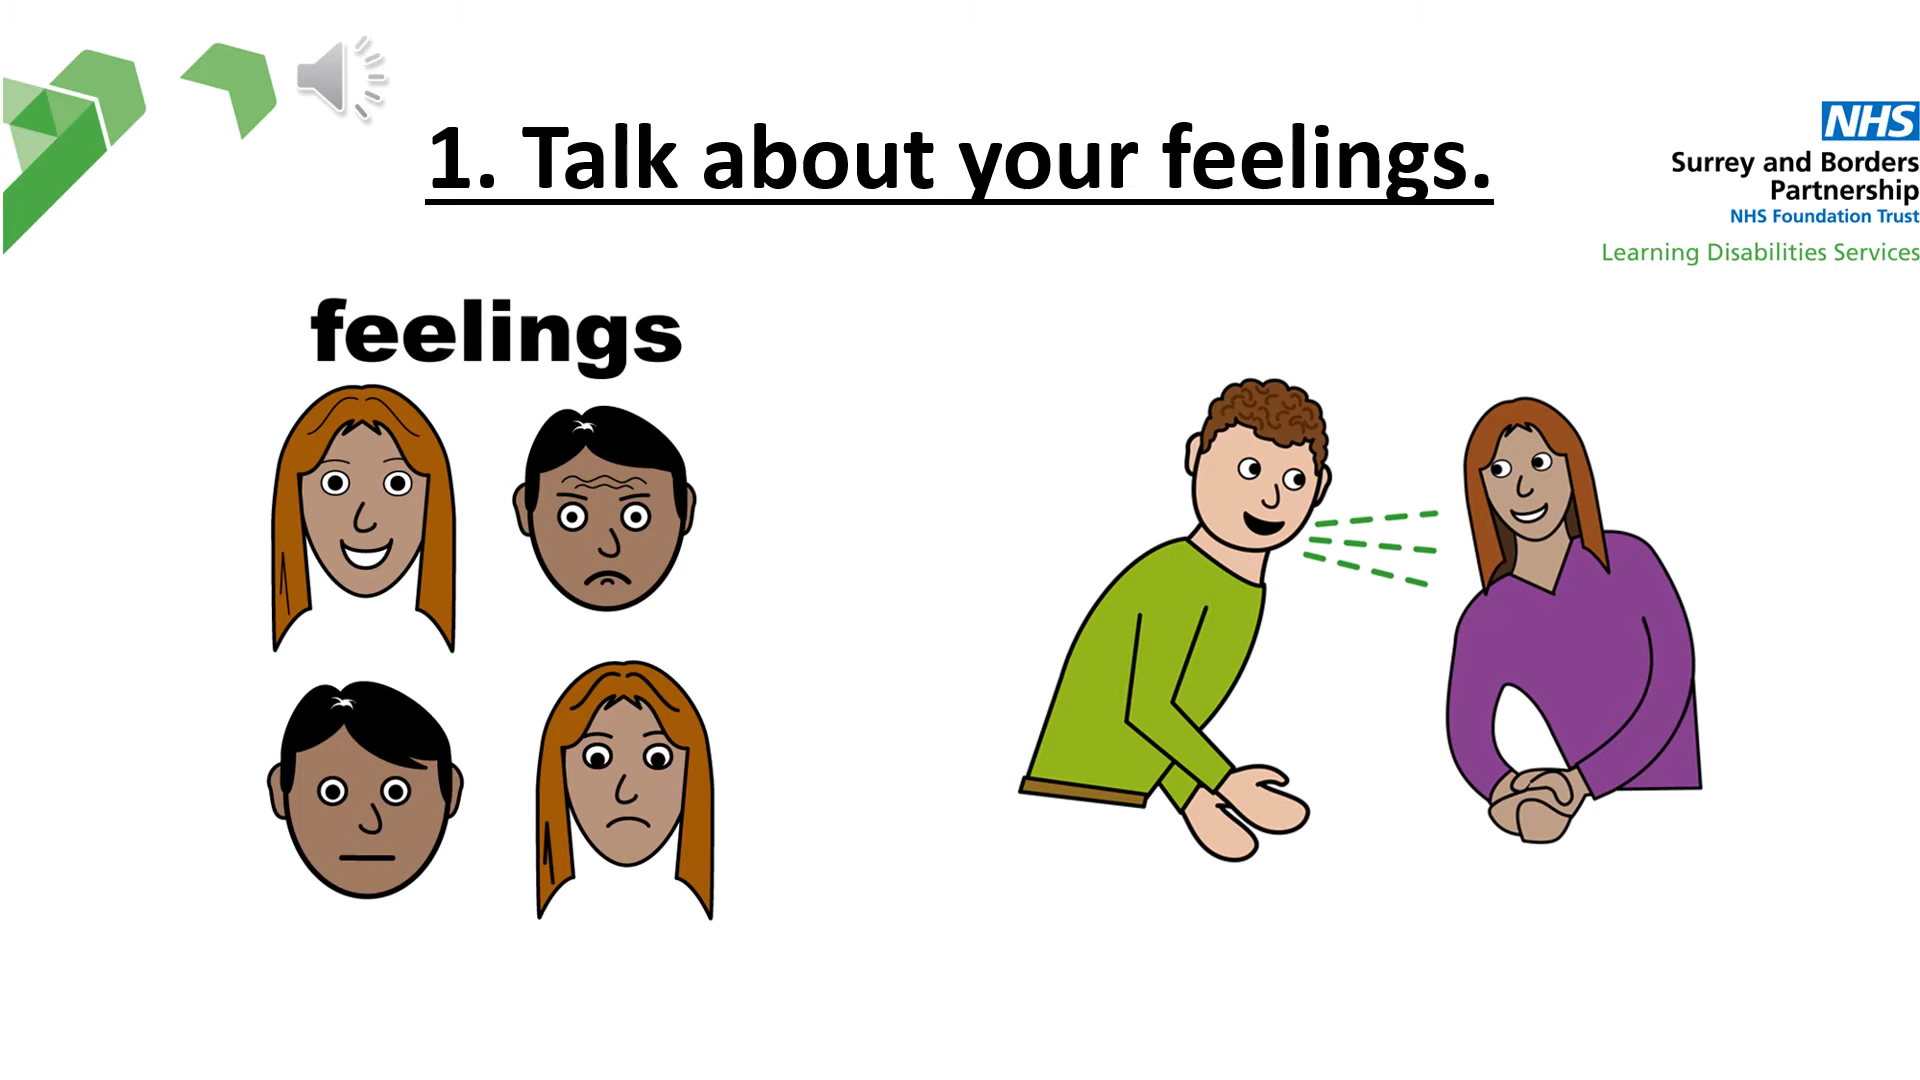 1. Talk about your feelings.
NHS
Surrey and Borders
Partnership
NHS Foundation Trust
Learning Disabilities Services
feelings